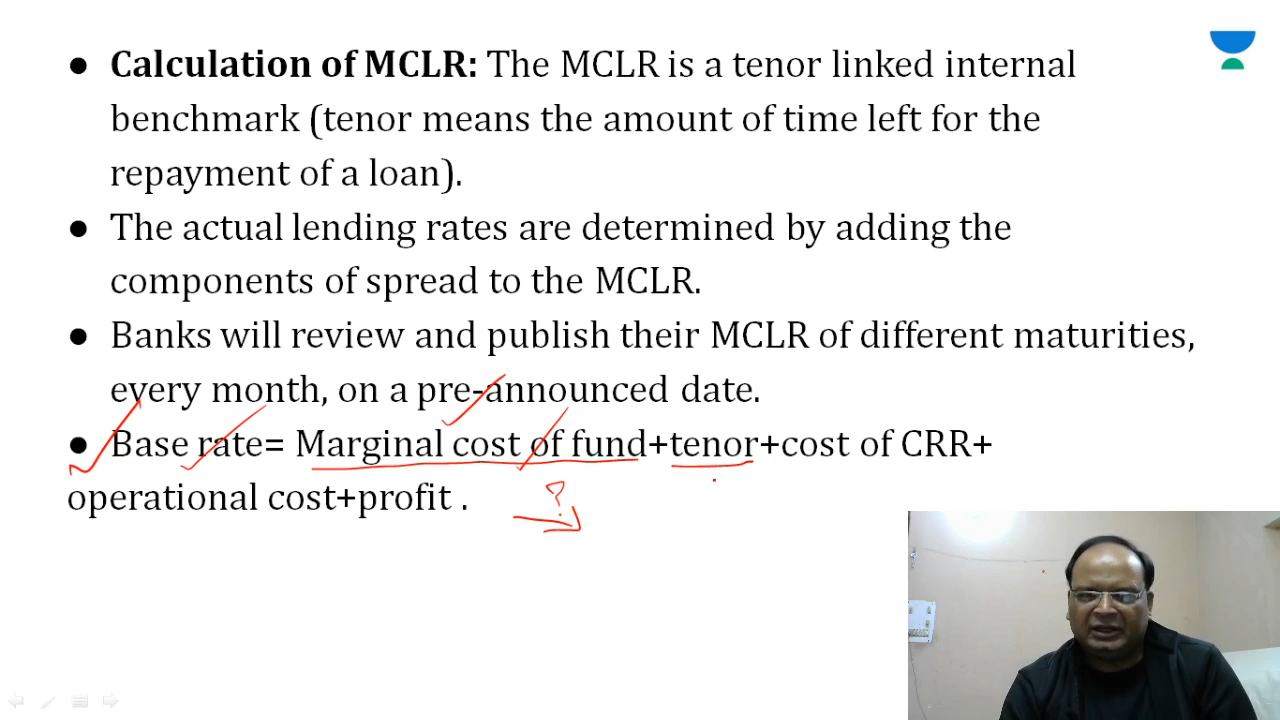 ● Calculation of MCLR: The MCLR is a tenor linked internal
benchmark (tenor means the amount of time left for the
repayment of a loan).
● The actual lending rates are determined by adding the
components of spread to the MCLR.
● Banks will review and publish their MCLR of different maturities,
every month, on a pre-announced date.
● Base rate= Marginal cost of fund+tenor+cost of CRR+
operational cost+profit .
?